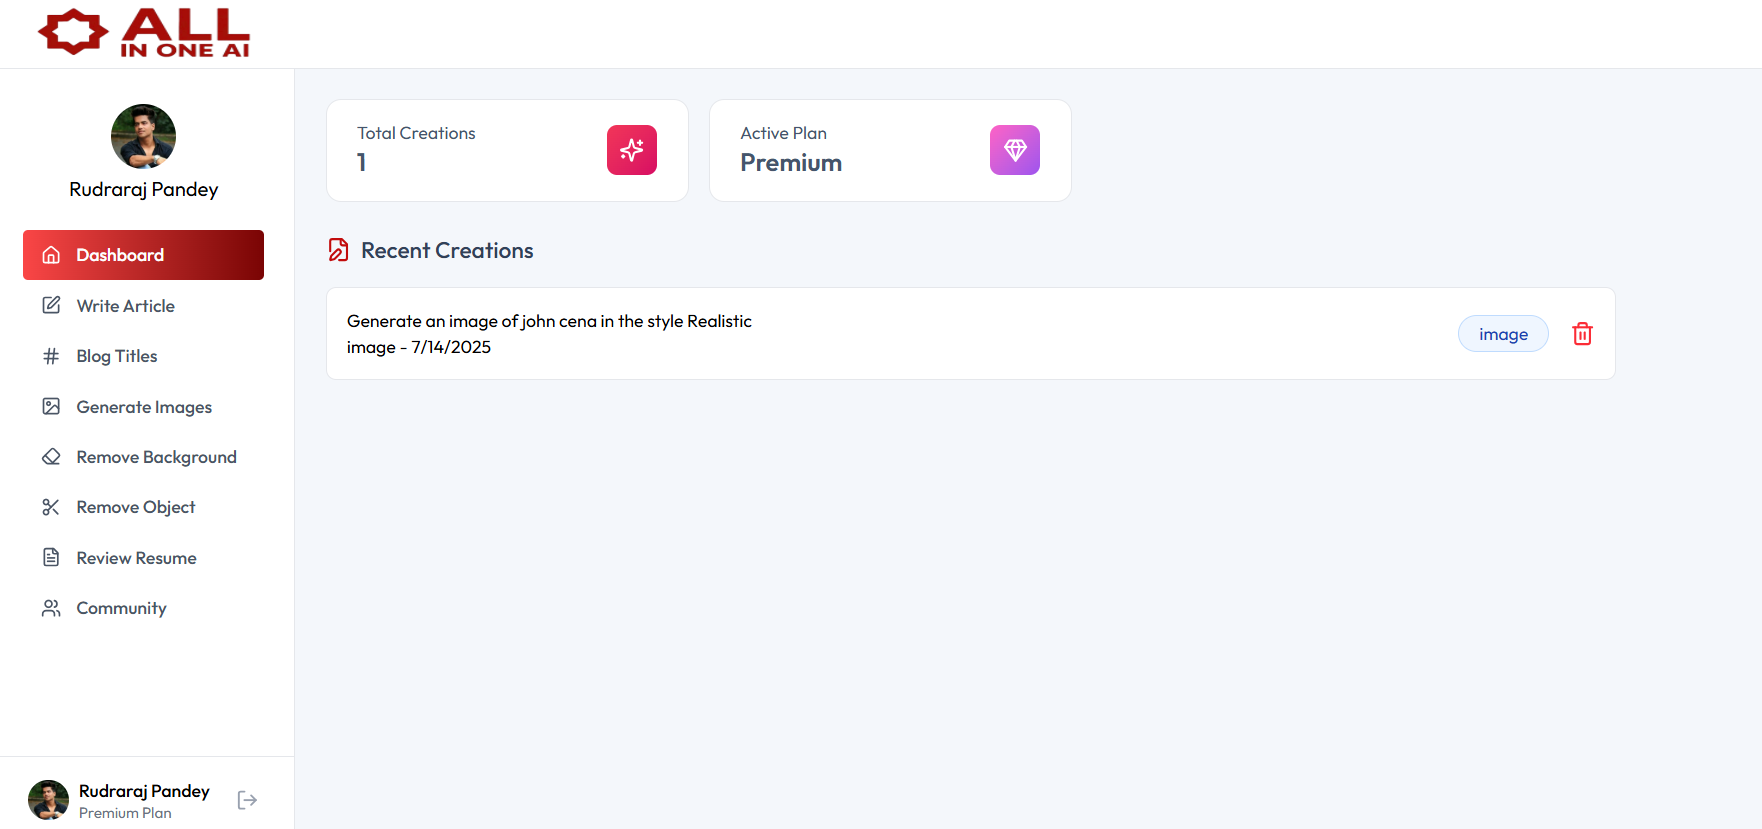 ALL
IN ONE AI
Rudraraj Pandey
Dashboard
Write Article
Blog Titles
Generate Images
Remove Background
Remove Object
Review Resume
Community
Rudraraj Pandey
Premium Plan
Total Creations
1
Active Plan
Premium
Recent Creations
Generate an image of john cena in the style Realistic
image - 7/14/2025
image